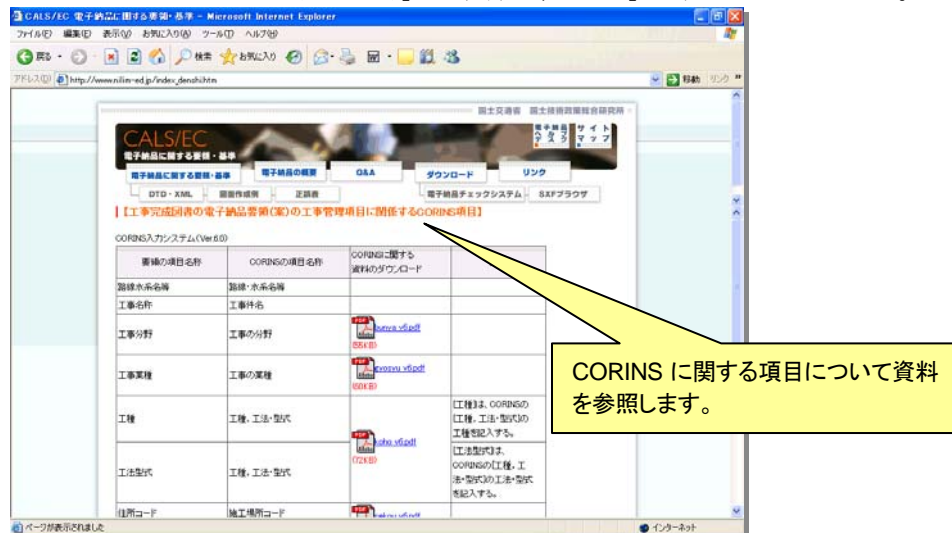 CALS/EC 電子納品に関する要領・基準 - Microsoft Internet Explorer
ファイル(F) 編集(E) 表示(V) お気に入り(A) ツール(T) ヘルプ(H)
戻る 検索 お気に入り
アドレス(D) http://www.nilim-ed.jp/index_denshi.htm 移動 リンク »
国土交通省 国土技術政策総合研究所
CALS/EC
電子納品に関する要領・基準
電子納品ヘルプデスク サイトマップ
電子納品に関する要領・基準 電子納品の概要 Q&A ダウンロード リンク
DTD・XML 図面作成例 正誤表 電子納品チェックシステム SXFブラウザ
【工事完成図書の電子納品要領(案)の工事管理項目に関係するCORINS項目】
CORINS入力システム(Ver.6.0)
要領の項目名称 CORINSの項目名称 CORINSに関する
資料のダウンロード
路線水系名等 路線・水系名等
工事名称 工事件名
工事分野 工事の分野 bunya_v6.pdf
工事業種 工事の業種 gyosyu_v6.pdf
(60KB)
工種 工種、工法・型式 [工種]は、CORINSの
[工種、工法・型式]の
工種を記入する。
koho_v6.pdf
(72KB)
工法型式 工種、工法・型式 [工法型式]は、
CORINSの[工種、工
法・型式]の工法・型式
を記入する。
住所コード 施工場所コード
CORINS に関する項目について資料
を参照します。
ページが表示されました インターネット